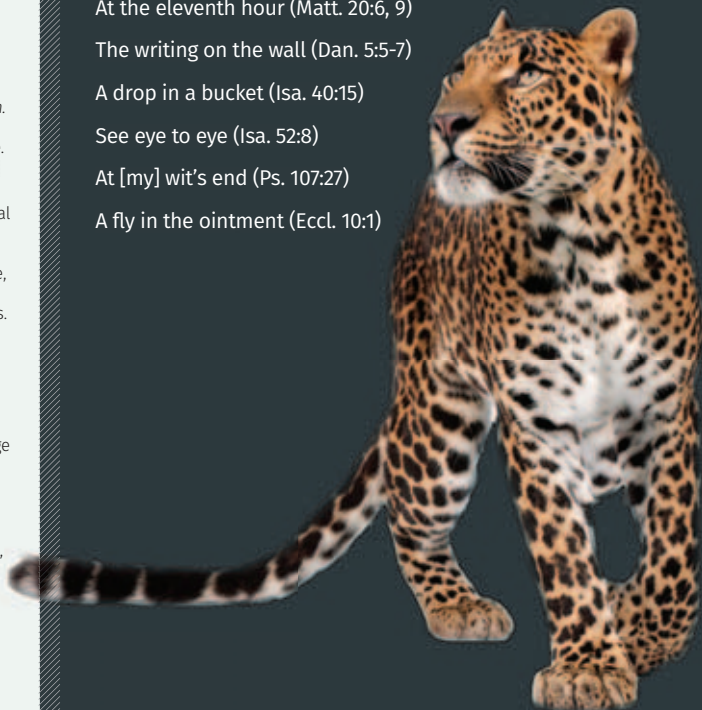 At the eleventh hour (Matt. 20:6, 9)
The writing on the wall (Dan. 5:5-7)
A drop in a bucket (Isa. 40:15)
See eye to eye (Isa. 52:8)
At [my] wit’s end (Ps. 107:27)
A fly in the ointment (Eccl. 10:1)